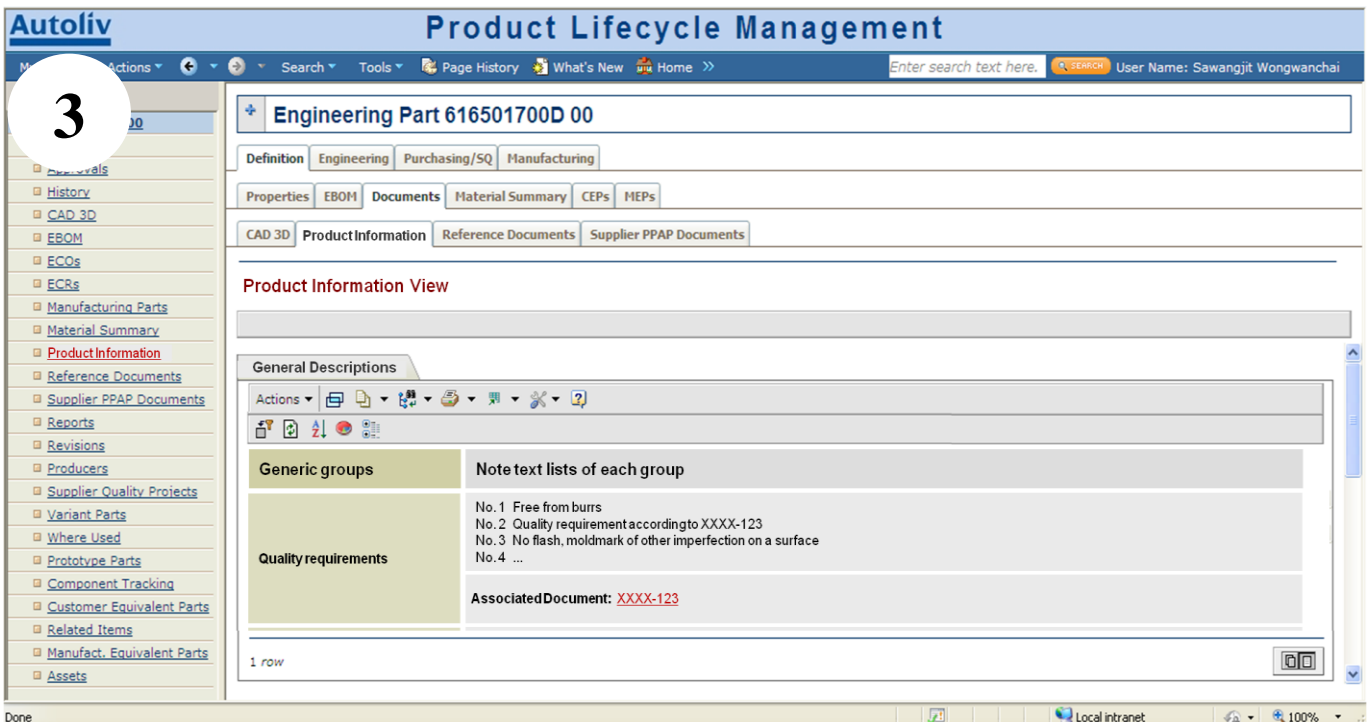 Autoliv
Product Lifecycle Management
Actions
Search
Tools
Page History
What's New
Home
Enter search text here.
SEARCH
User Name: Sawangjit Wongwanchai
3
00
Approvals
History
CAD 3D
EBOM
ECOs
ECRs
Manufacturing Parts
Material Summary
Product Information
Reference Documents
Supplier PPAP Documents
Reports
Revisions
Producers
Supplier Quality Projects
Variant Parts
Where Used
Prototype Parts
Component Tracking
Customer Equivalent Parts
Related Items
Manufact. Equivalent Parts
Assets
Engineering Part 616501700D 00
Definition Engineering Purchasing/SQ Manufacturing
Properties EBOM Documents Material Summary CEPs MEPs
CAD 3D Product Information Reference Documents Supplier PPAP Documents
Product Information View
General Descriptions
Actions
Generic groups
Note text lists of each group
Quality requirements
No. 1 Free from burrs
No. 2 Quality requirement according to XXXX-123
No. 3 No flash, moldmark of other imperfection on a surface
No. 4 ...
Associated Document: XXXX-123
1 row
Done
Local intranet
100%